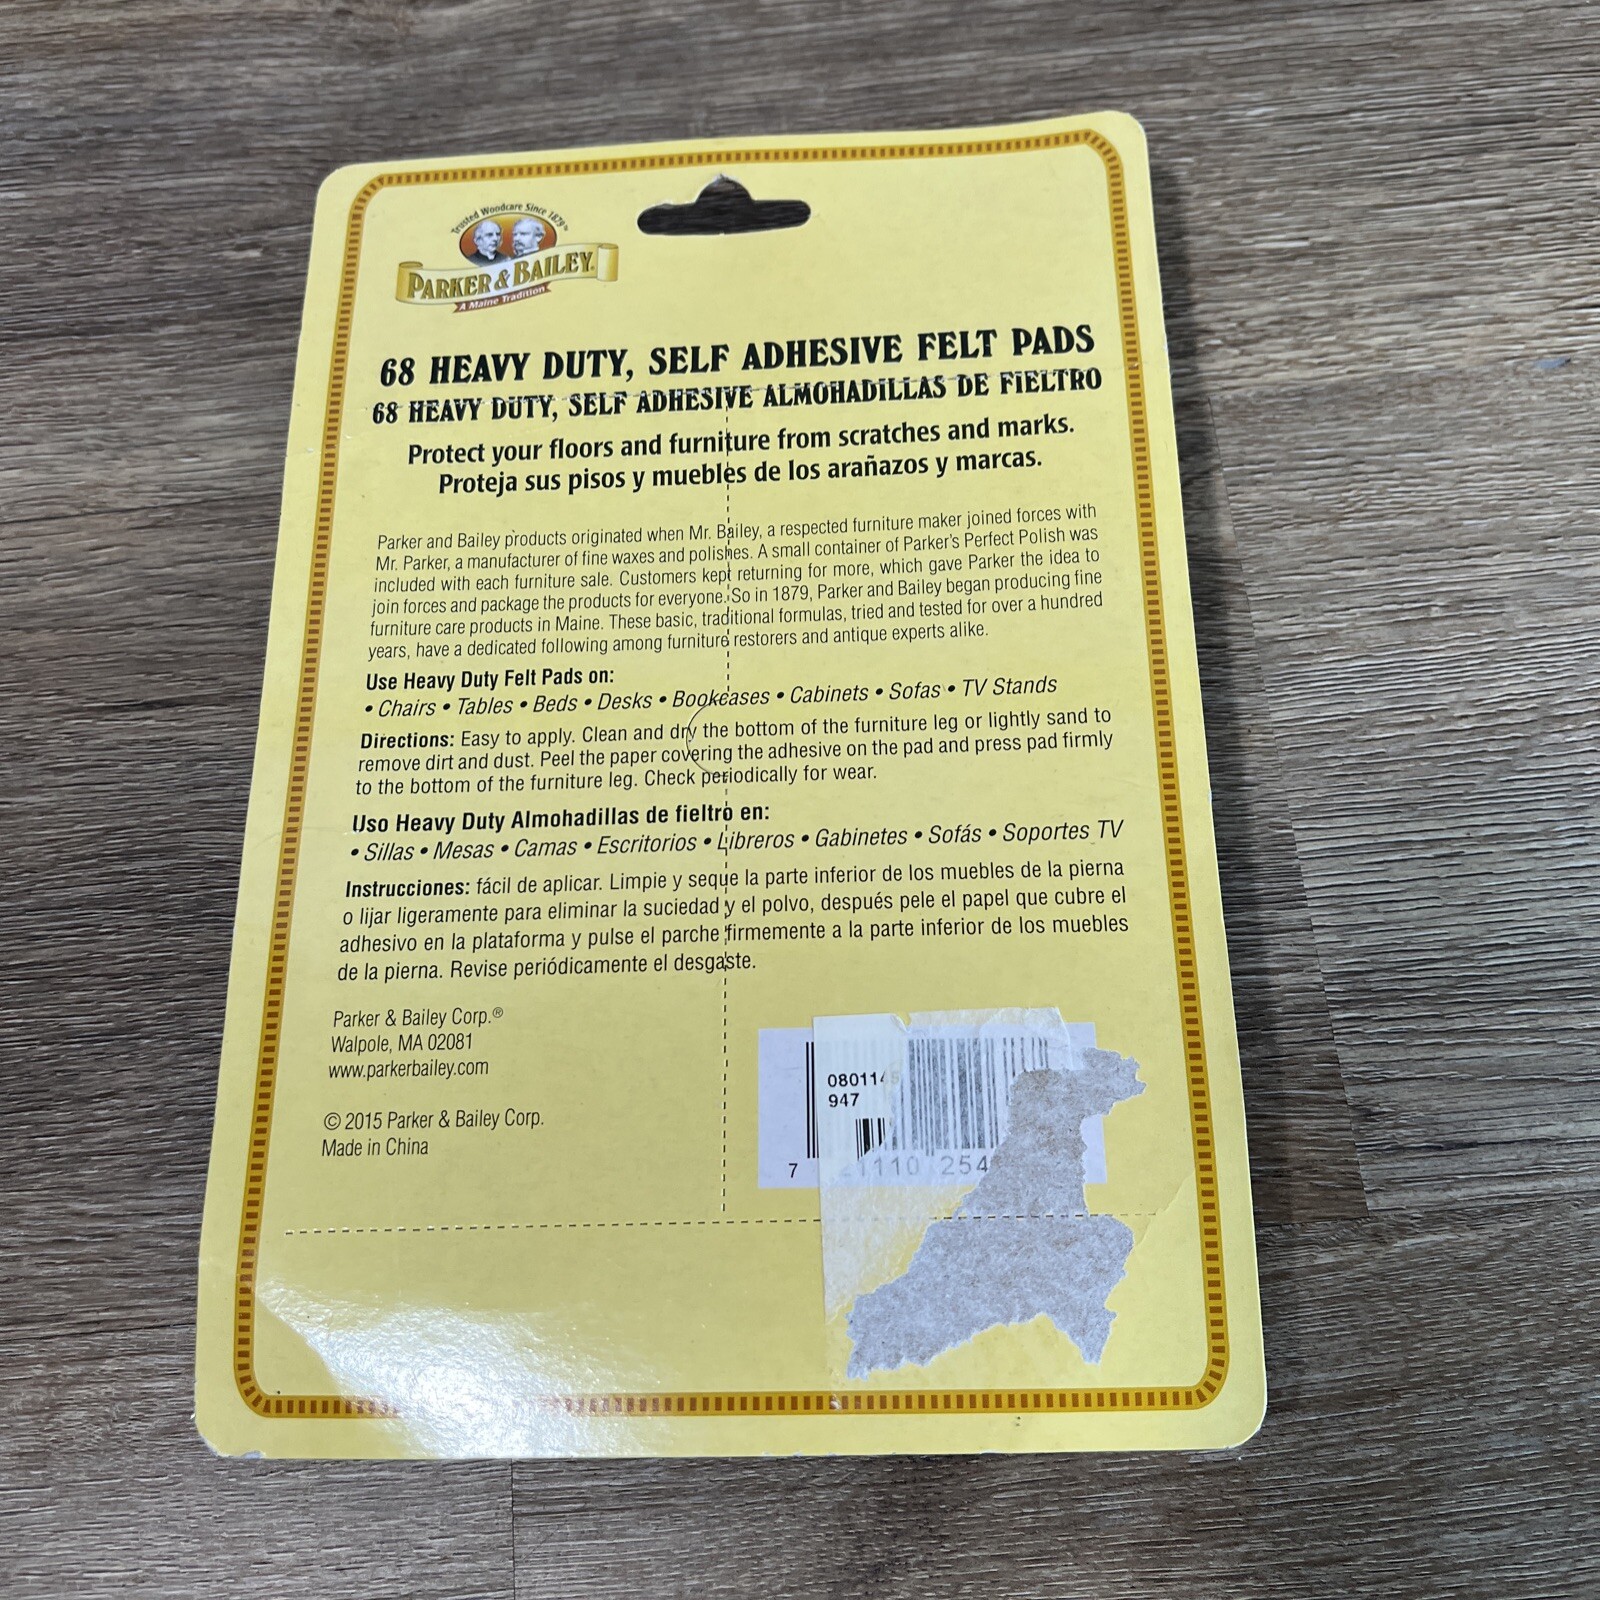 Trusted Woodcare Since 1879™
PARKER & BAILEY.
A Maine Tradition
68 HEAVY DUTY, SELF ADHESIVE FELT PADS
68 HEAVY DUTY, SELF ADHESIVE ALMOHADILLAS DE FIELTRO
Protect your floors and furniture from scratches and marks.
Proteja sus pisos y muebles de los arañazos y marcas.
Parker and Bailey products originated when Mr. Bailey, a respected furniture maker joined forces with
Mr. Parker, a manufacturer of fine waxes and polishes. A small container of Parker's Perfect Polish was
included with each furniture sale. Customers kept returning for more, which gave Parker the idea to
join forces and package the products for everyone. So in 1879, Parker and Bailey began producing fine
furniture care products in Maine. These basic, traditional formulas, tried and tested for over a hundred
years, have a dedicated following among furniture restorers and antique experts alike.
Use Heavy Duty Felt Pads on:
• Chairs • Tables • Beds • Desks • Bookcases • Cabinets • Sofas • TV Stands
Directions: Easy to apply. Clean and dry the bottom of the furniture leg or lightly sand to
remove dirt and dust. Peel the paper covering the adhesive on the pad and press pad firmly
to the bottom of the furniture leg. Check periodically for wear.
Uso Heavy Duty Almohadillas de fieltro en:
• Sillas • Mesas • Camas • Escritorios • Libreros • Gabinetes • Sofás • Soportes TV
Instrucciones: fácil de aplicar. Limpie y seque la parte inferior de los muebles de la pierna
o lijar ligeramente para eliminar la suciedad y el polvo, después pele el papel que cubre el
adhesivo en la plataforma y pulse el parche firmemente a la parte inferior de los muebles
de la pierna. Revise periódicamente el desgaste.
Parker & Bailey Corp.®
Walpole, MA 02081
www.parkerbailey.com
© 2015 Parker & Bailey Corp.
Made in China
947
7